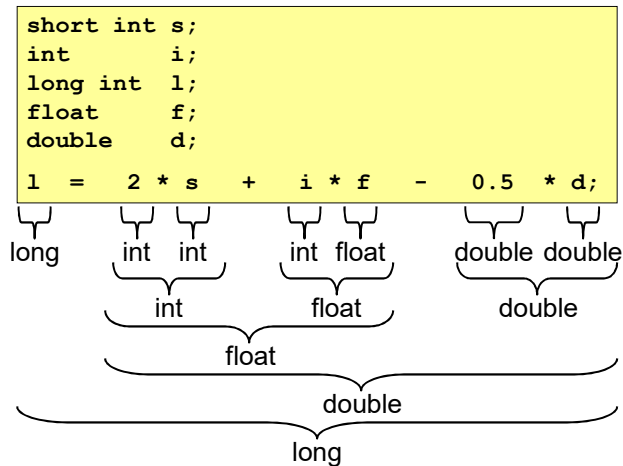 short int s;
int i;
long int l;
float f;
double d;
l = 2 * s + i * f - 0.5 * d;
long int int int float double double
int float double
float
double
long